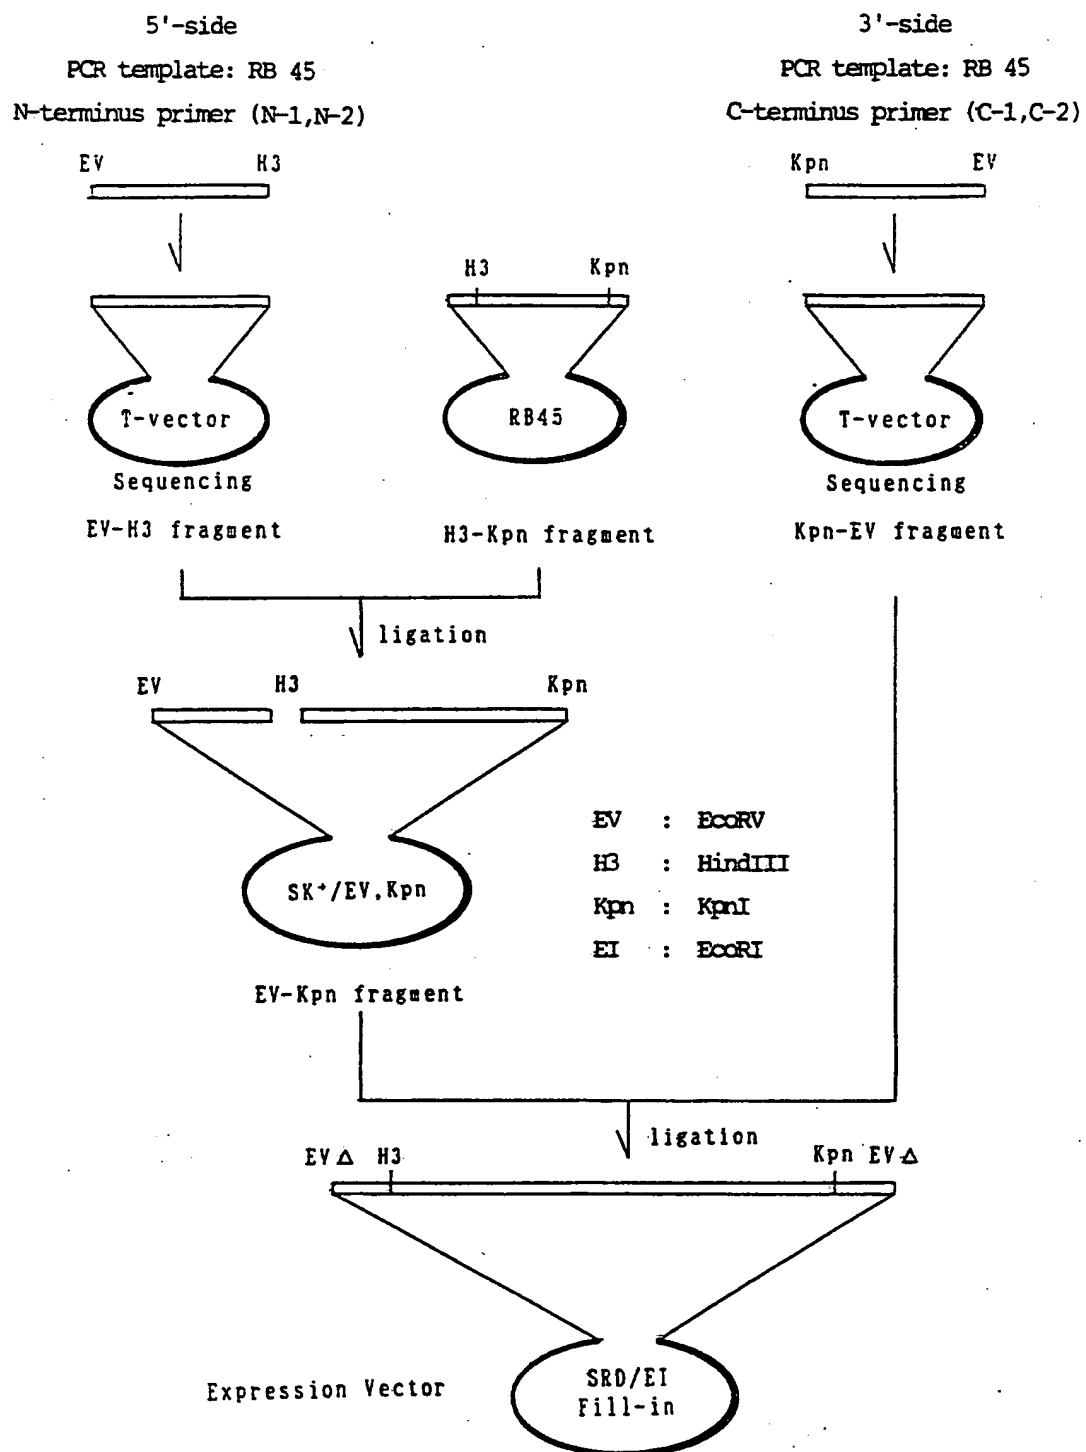 5'-side
PCR template: RB 45
N-terminus primer (N-1,N-2)
EV H3
3'-side
PCR template: RB 45
C-terminus primer (C-1,C-2)
Kpn EV
H3 Kpn
T-vector
RB45
T-vector
Sequencing
Sequencing
EV-H3 fragment
H3-Kpn fragment
Kpn-EV fragment
ligation
EV H3 Kpn
SK⁺/EV,Kpn
EV : EcoRV
H3 : HindIII
Kpn : KpnI
EI : EcoRI
EV-Kpn fragment
ligation
EV Δ H3 Kpn EV Δ
Expression Vector
SRD/EI
Fill-in